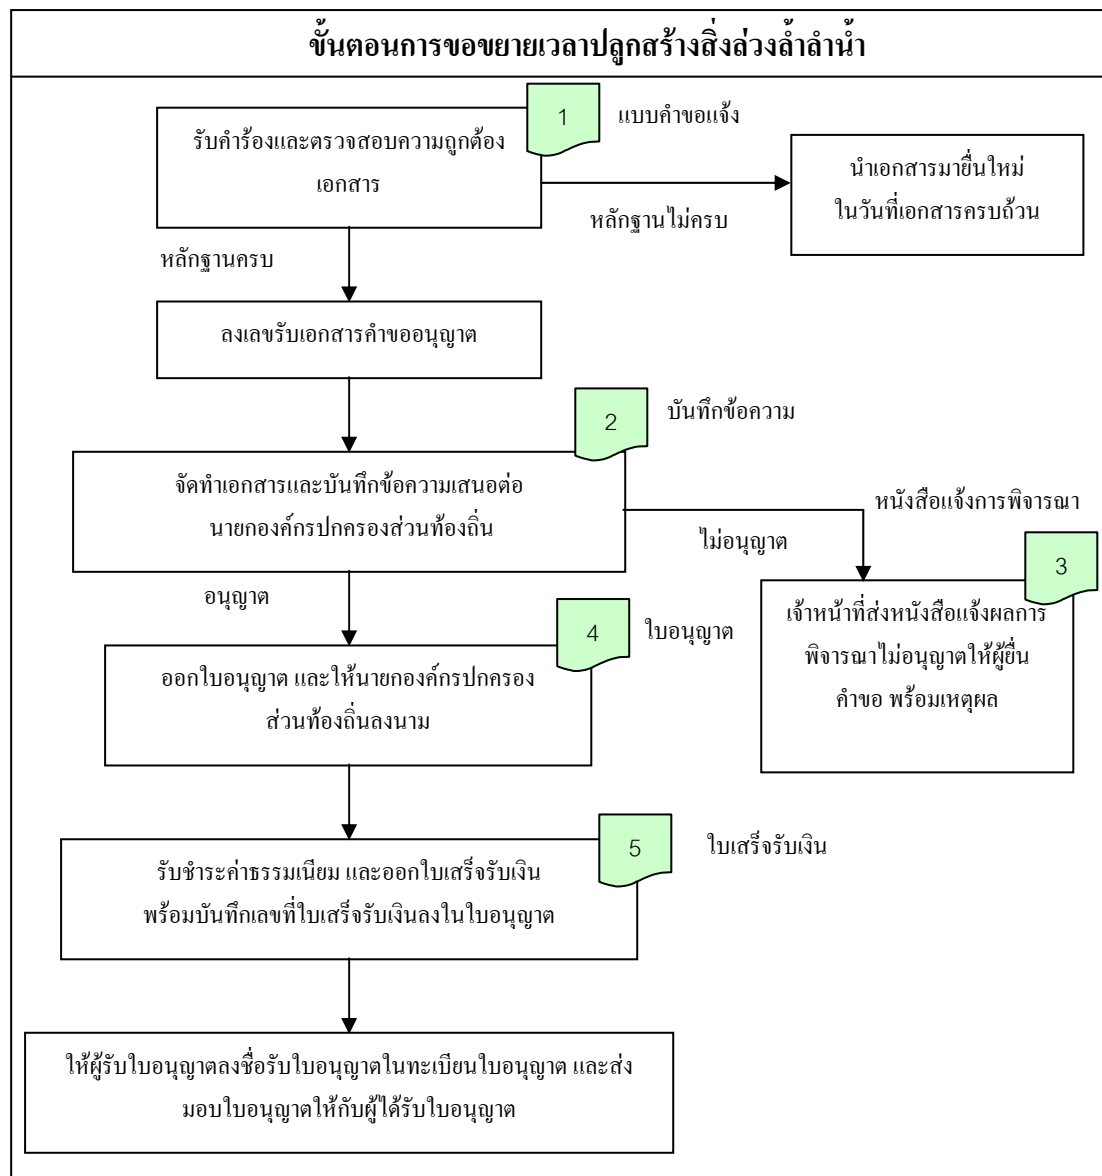 ขั้นตอนการขอขยายเวลาปลูกสร้างสิ่งล่วงล้ำลำน้ำ
1
แบบคำขอแจ้ง
รับคำร้องและตรวจสอบความถูกต้อง
เอกสาร
นำเอกสารมายื่นใหม่
ในวันที่เอกสารครบถ้วน
หลักฐานไม่ครบ
หลักฐานครบ
ลงเลขรับเอกสารคำขออนุญาต
2
บันทึกข้อความ
จัดทำเอกสารและบันทึกข้อความเสนอต่อ
นายกองค์กรปกครองส่วนท้องถิ่น
หนังสือแจ้งการพิจารณา
ไม่อนุญาต
3
อนุญาต
เจ้าหน้าที่ส่งหนังสือแจ้งผลการ
พิจารณาไม่อนุญาตให้ผู้ยื่น
คำขอ พร้อมเหตุผล
4
ใบอนุญาต
ออกใบอนุญาต และให้นายกองค์กรปกครอง
ส่วนท้องถิ่นลงนาม
5
ใบเสร็จรับเงิน
รับชำระค่าธรรมเนียม และออกใบเสร็จรับเงิน
พร้อมบันทึกเลขที่ใบเสร็จรับเงินลงในใบอนุญาต
ให้ผู้รับใบอนุญาตลงชื่อรับใบอนุญาตในทะเบียนใบอนุญาต และส่ง
มอบใบอนุญาตให้กับผู้ได้รับใบอนุญาต